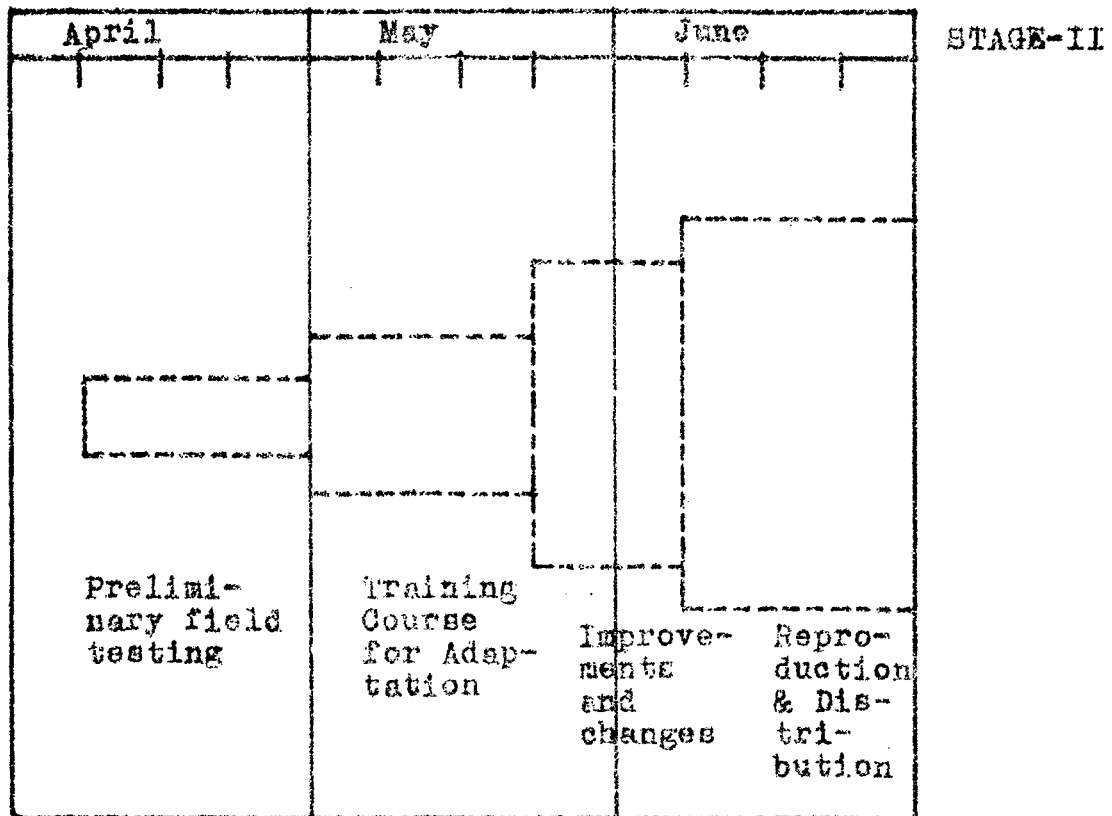 April May June STAGE-II
Prelimi-
nary field
testing
Training
Course
for Adap-
tation
Improve-
ments
and
changes
Repro-
duction
& Dis-
tri-
bution